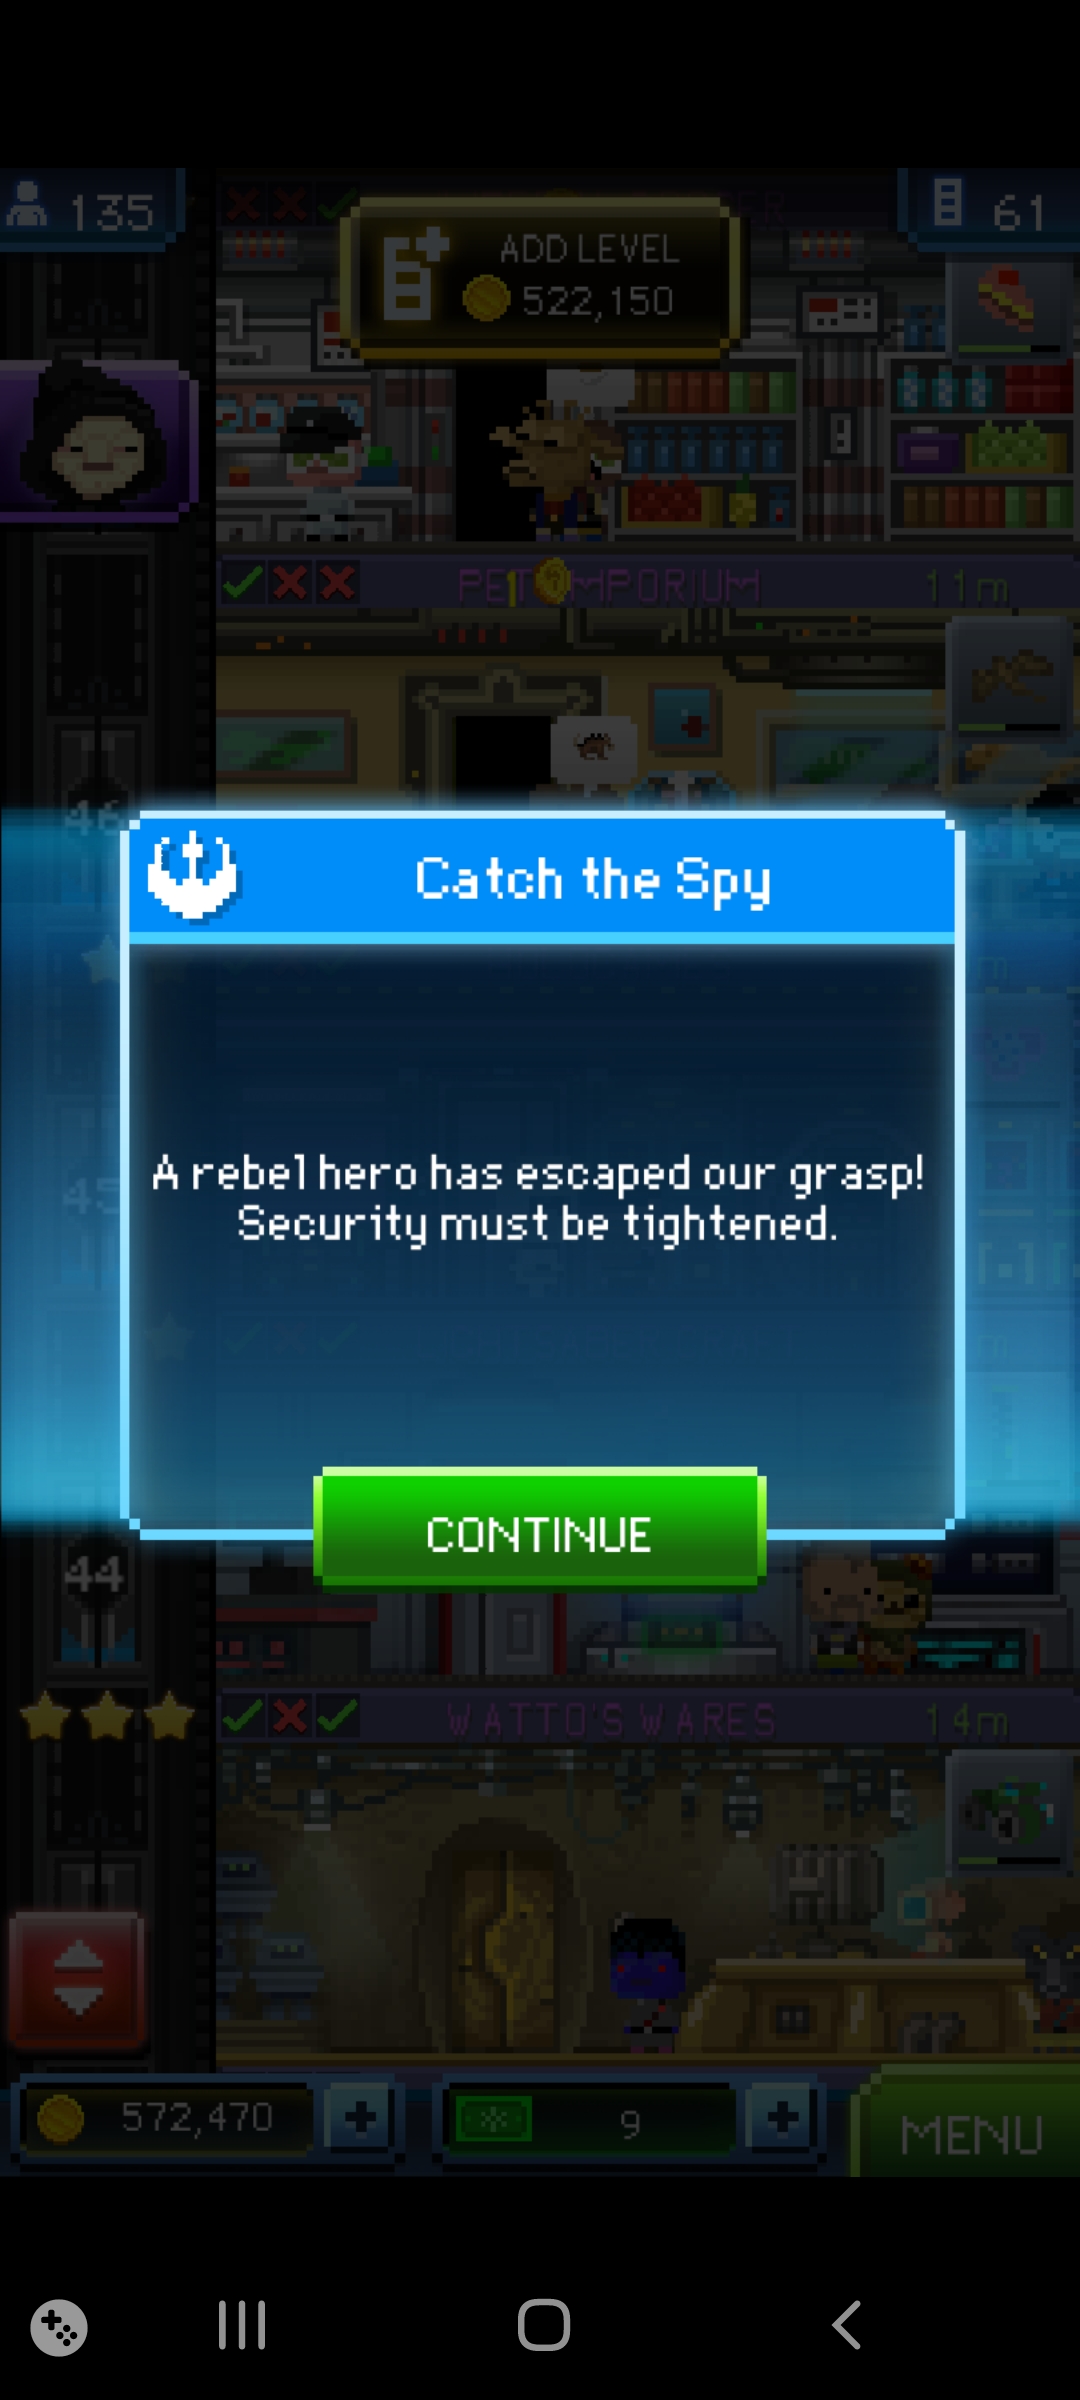 135
ADD LEVEL
522,150
61
PET EMPORIUM
11m
46
Catch the Spy
45
A rebel hero has escaped our grasp!
Security must be tightened.
CONTINUE
44
WATTO'S WARES
14m
572,470
9
MENU